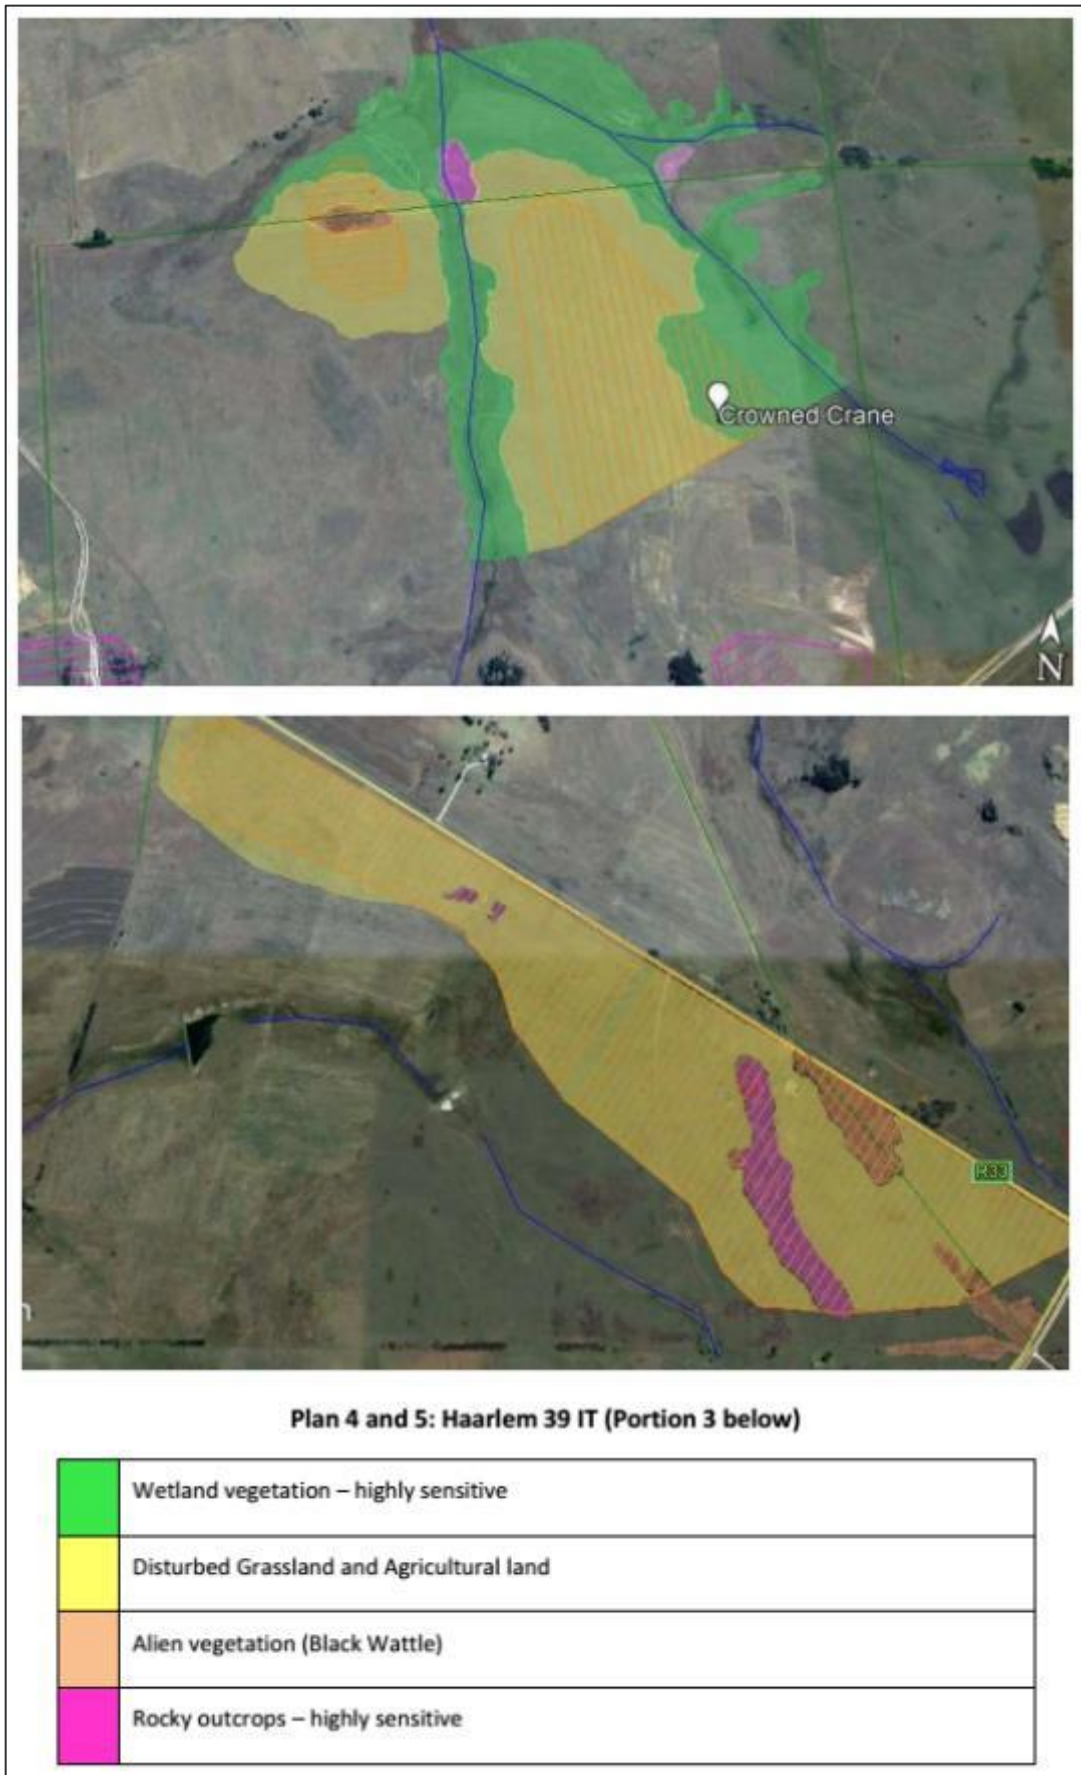 Crowned Crane
N
R33
Plan 4 and 5: Haarlem 39 IT (Portion 3 below)
Wetland vegetation – highly sensitive
Disturbed Grassland and Agricultural land
Alien vegetation (Black Wattle)
Rocky outcrops – highly sensitive